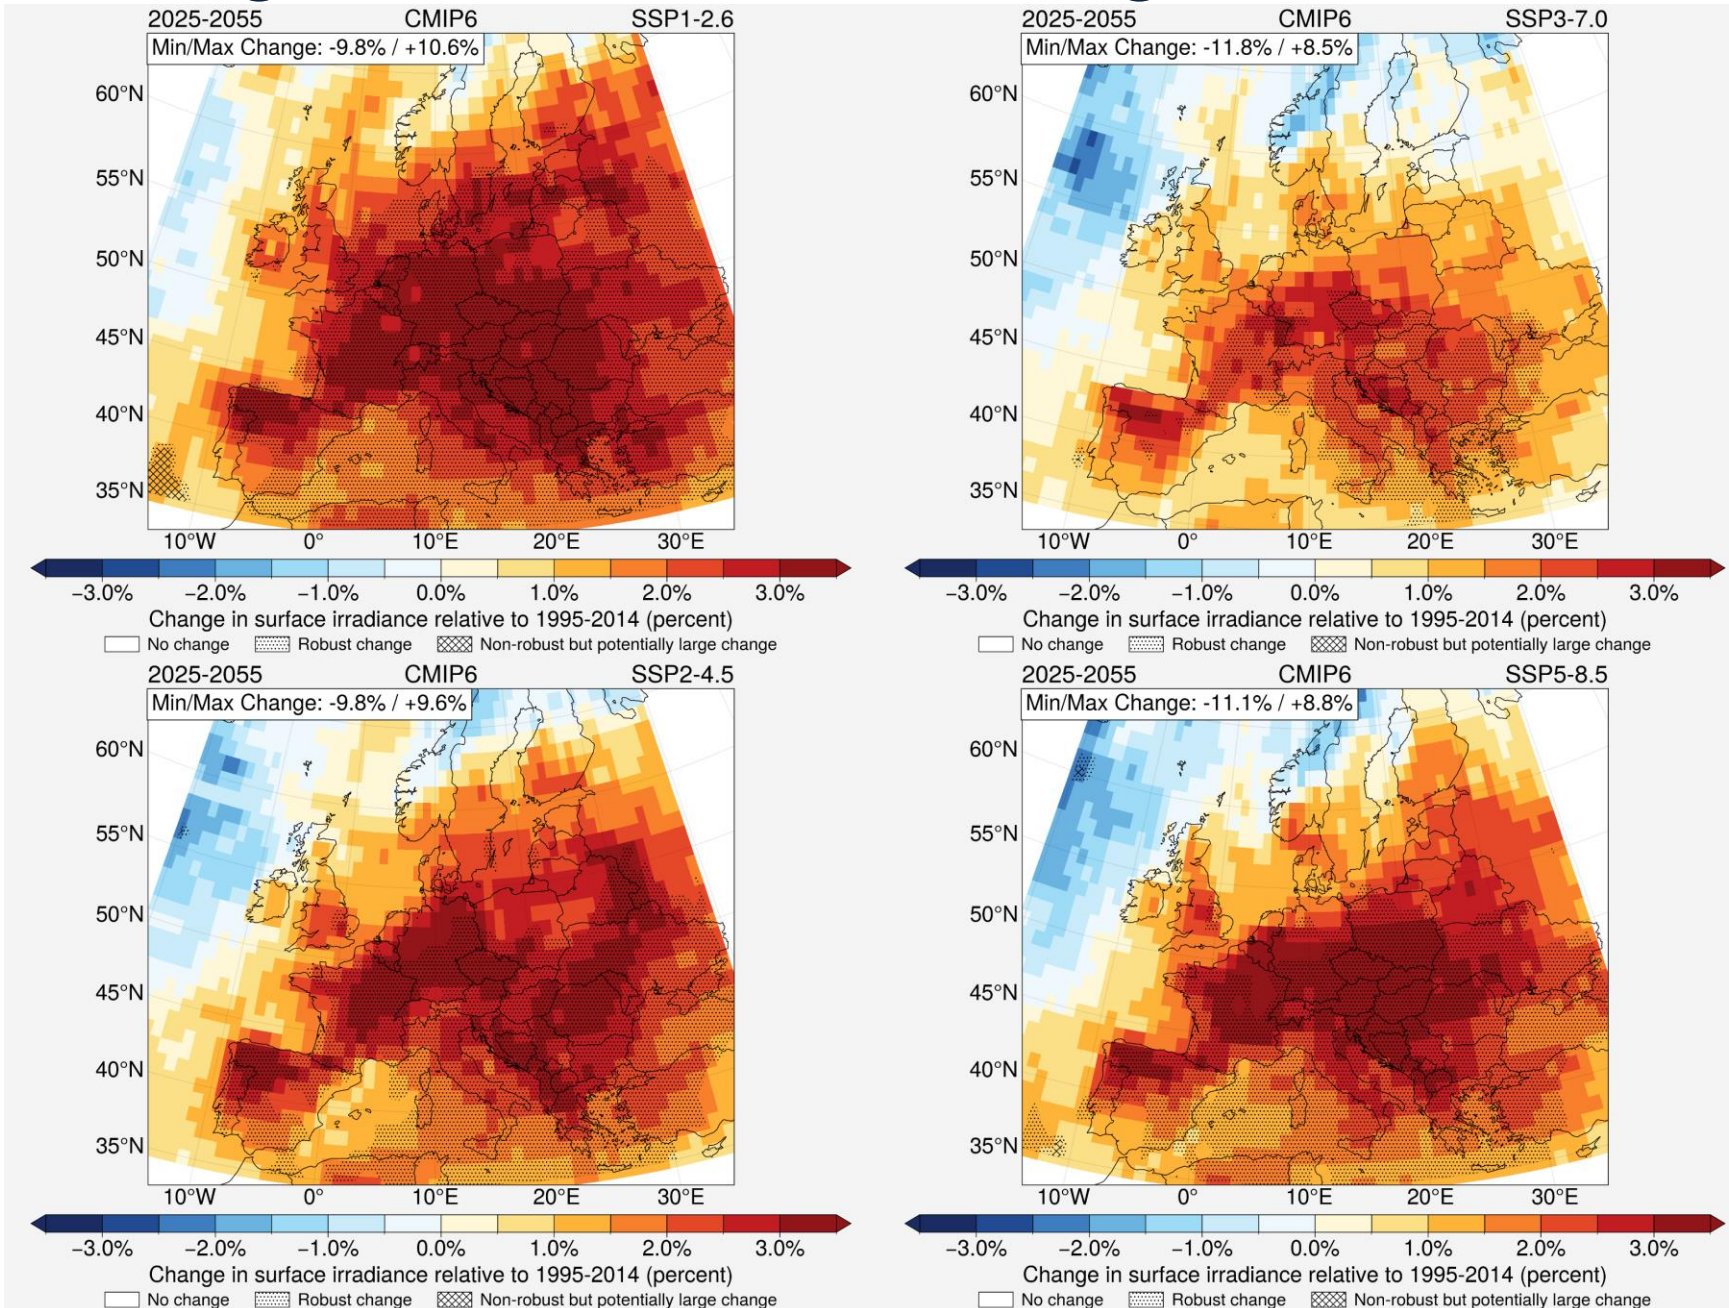 2025-2055 CMIP6 SSP1-2.6
Min/Max Change: -9.8% / +10.6%
60°N
55°N
50°N
45°N
40°N
35°N
10°W 0° 10°E 20°E 30°E
−3.0% −2.0% −1.0% 0.0% 1.0% 2.0% 3.0%
Change in surface irradiance relative to 1995-2014 (percent)
No change Robust change Non-robust but potentially large change
2025-2055 CMIP6 SSP3-7.0
Min/Max Change: -11.8% / +8.5%
60°N
55°N
50°N
45°N
40°N
35°N
10°W 0° 10°E 20°E 30°E
−3.0% −2.0% −1.0% 0.0% 1.0% 2.0% 3.0%
Change in surface irradiance relative to 1995-2014 (percent)
No change Robust change Non-robust but potentially large change
2025-2055 CMIP6 SSP2-4.5
Min/Max Change: -9.8% / +9.6%
60°N
55°N
50°N
45°N
40°N
35°N
10°W 0° 10°E 20°E 30°E
−3.0% −2.0% −1.0% 0.0% 1.0% 2.0% 3.0%
Change in surface irradiance relative to 1995-2014 (percent)
No change Robust change Non-robust but potentially large change
2025-2055 CMIP6 SSP5-8.5
Min/Max Change: -11.1% / +8.8%
60°N
55°N
50°N
45°N
40°N
35°N
10°W 0° 10°E 20°E 30°E
−3.0% −2.0% −1.0% 0.0% 1.0% 2.0% 3.0%
Change in surface irradiance relative to 1995-2014 (percent)
No change Robust change Non-robust but potentially large change